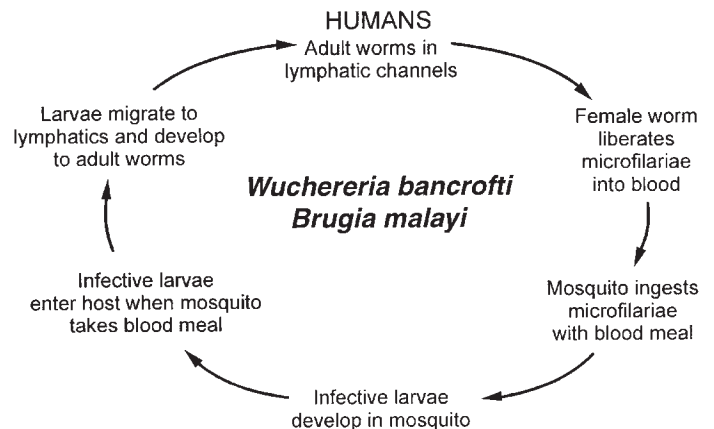 HUMANS
Adult worms in
lymphatic channels
Female worm
liberates
microfilariae
into blood
Mosquito ingests
microfilariae
with blood meal
Infective larvae
develop in mosquito
Infective larvae
enter host when mosquito
takes blood meal
Larvae migrate to
lymphatics and develop
to adult worms
Wuchereria bancrofti
Brugia malayi